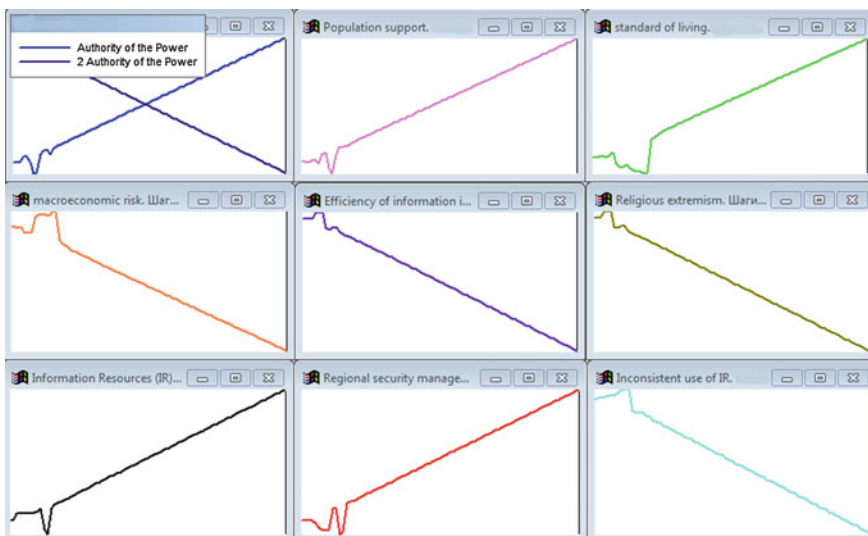 Authority of the Power
2 Authority of the Power
Population support.
standard of living.
macroeconomic risk. Шаг...
Efficiency of information i...
Religious extremism. Шаги...
Information Resources (IR)...
Regional security manage...
Inconsistent use of IR.